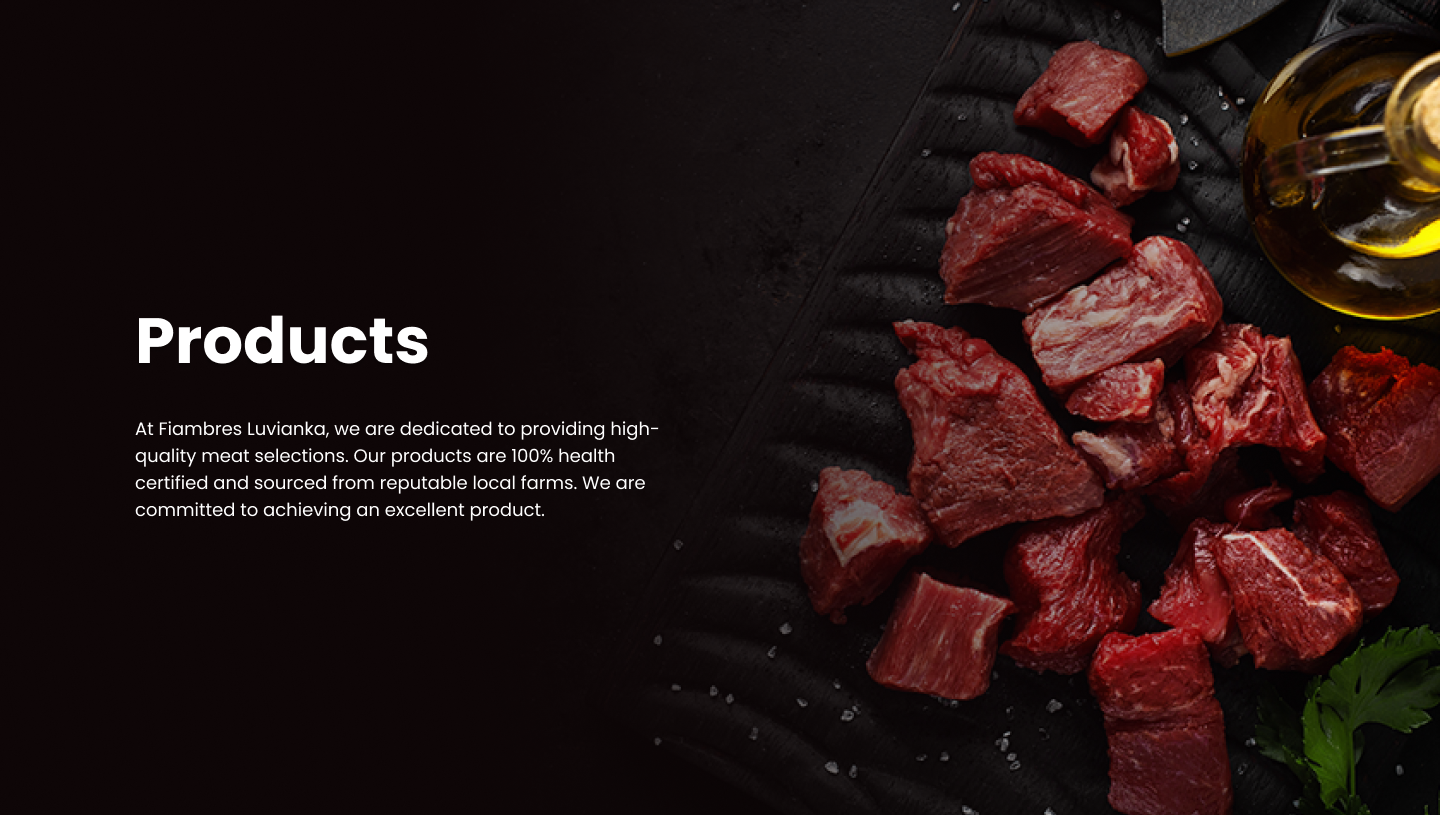 Products
At Fiambres Luvianka, we are dedicated to providing high-
quality meat selections. Our products are 100% health
certified and sourced from reputable local farms. We are
committed to achieving an excellent product.